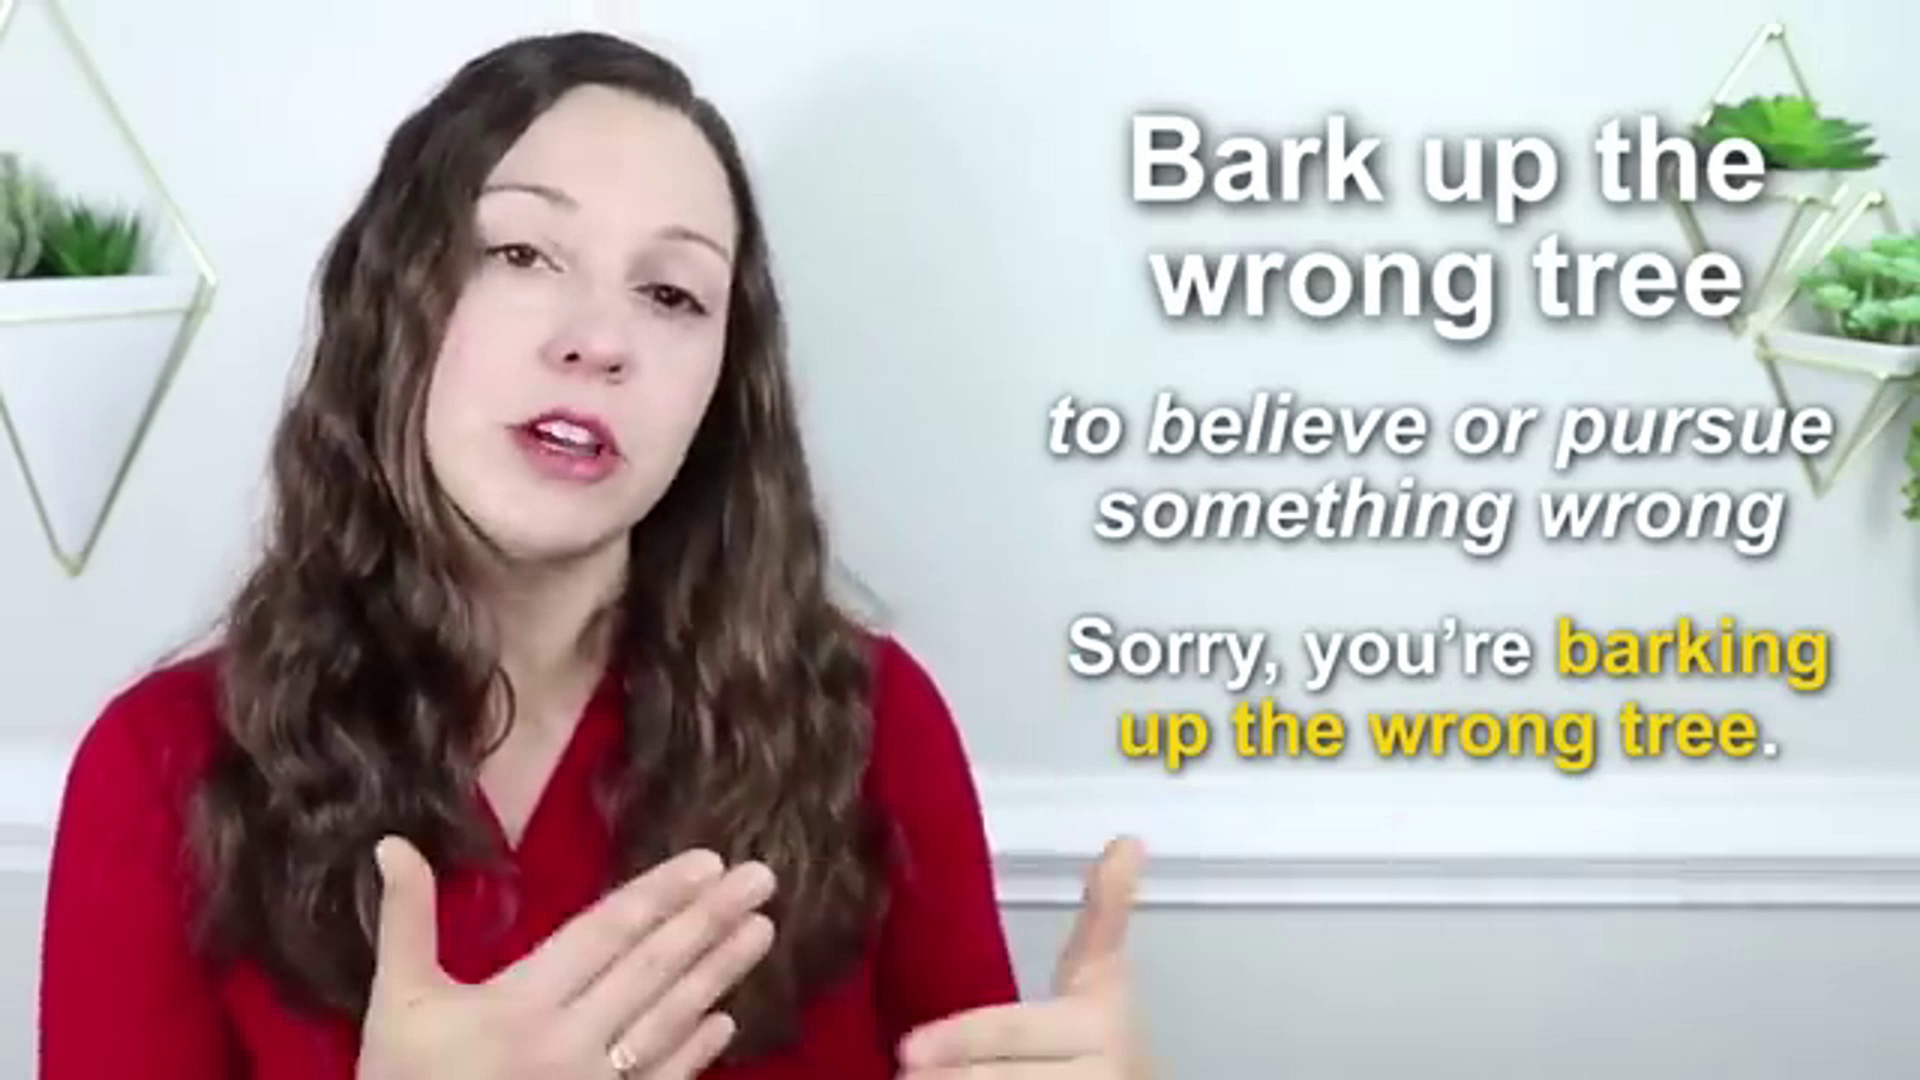 Bark up the
wrong tree
to believe or pursue
something wrong
Sorry, you’re barking
up the wrong tree.